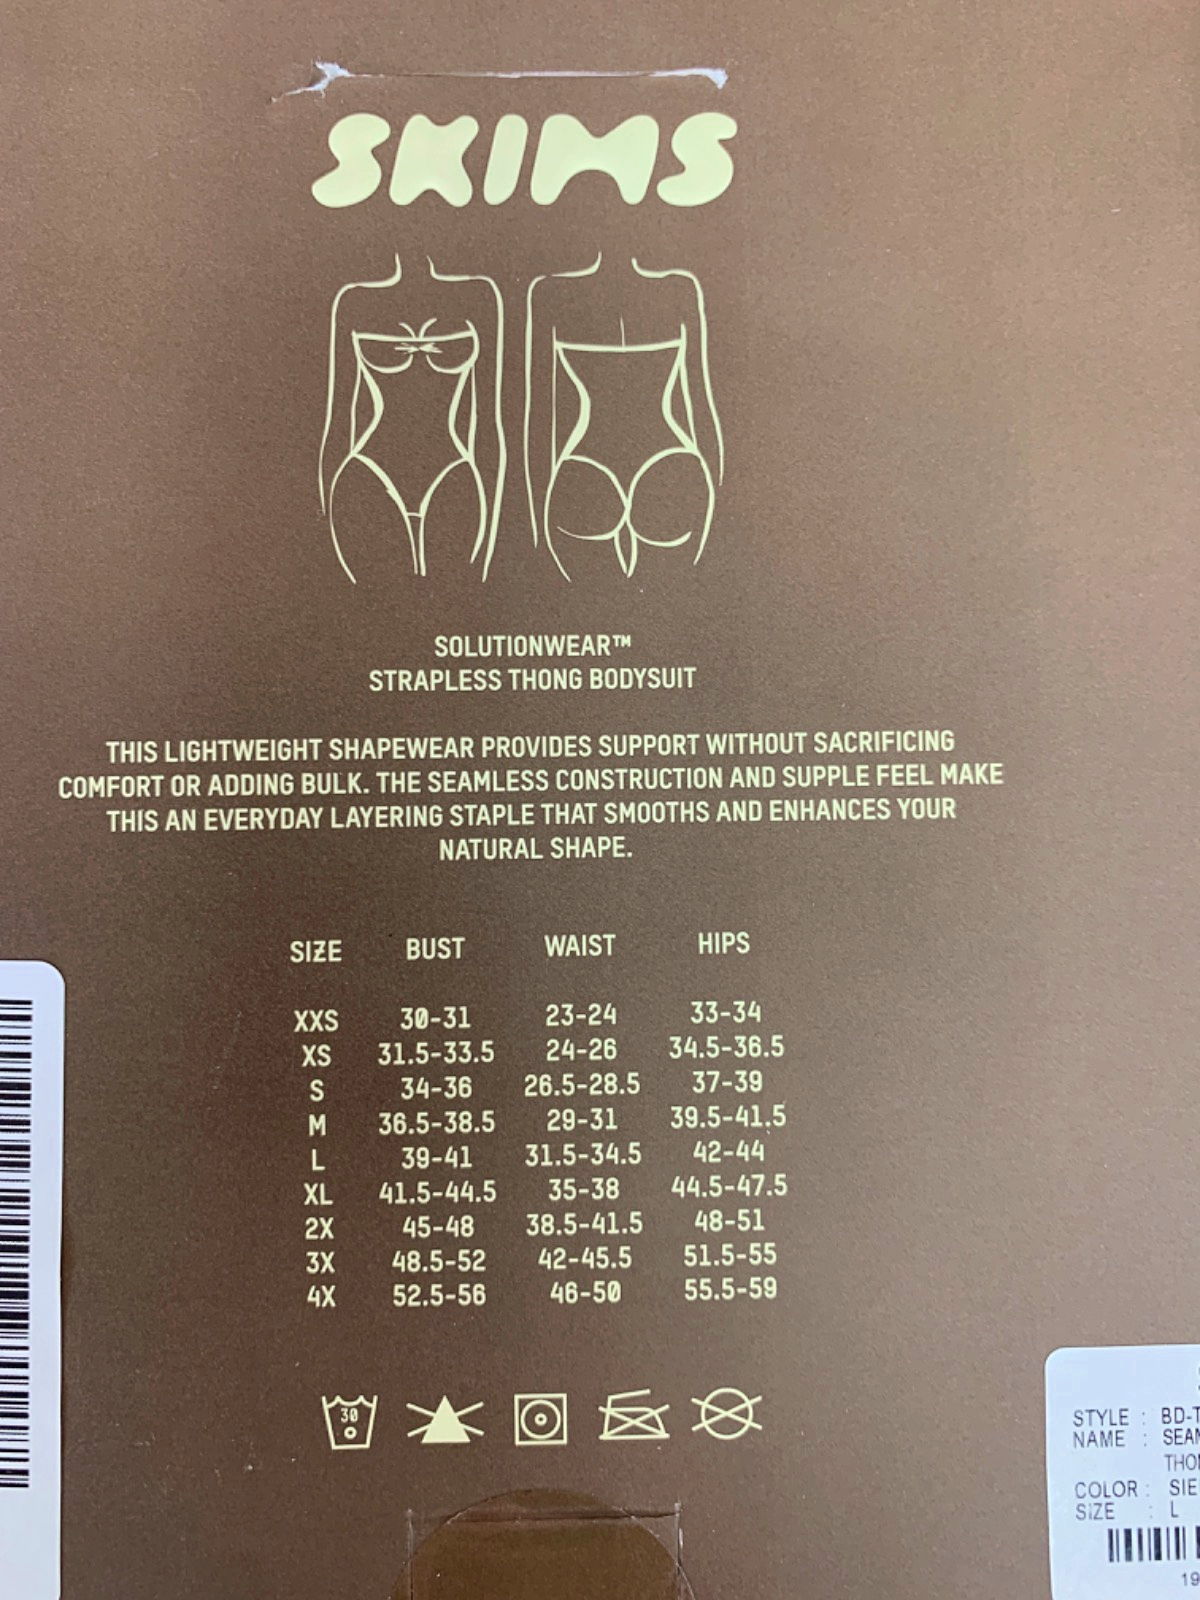 SKIMS
SOLUTIONWEAR™
STRAPLESS THONG BODYSUIT
THIS LIGHTWEIGHT SHAPEWEAR PROVIDES SUPPORT WITHOUT SACRIFICING
COMFORT OR ADDING BULK. THE SEAMLESS CONSTRUCTION AND SUPPLE FEEL MAKE
THIS AN EVERYDAY LAYERING STAPLE THAT SMOOTHS AND ENHANCES YOUR
NATURAL SHAPE.
SIZE BUST WAIST HIPS
XXS 30-31 23-24 33-34
XS 31.5-33.5 24-26 34.5-36.5
S 34-36 26.5-28.5 37-39
M 36.5-38.5 29-31 39.5-41.5
L 39-41 31.5-34.5 42-44
XL 41.5-44.5 35-38 44.5-47.5
2X 45-48 38.5-41.5 48-51
3X 48.5-52 42-45.5 51.5-55
4X 52.5-56 46-50 55.5-59
30
STYLE : BD-T
NAME : SEAM
THO
COLOR : SIE
SIZE : L
19